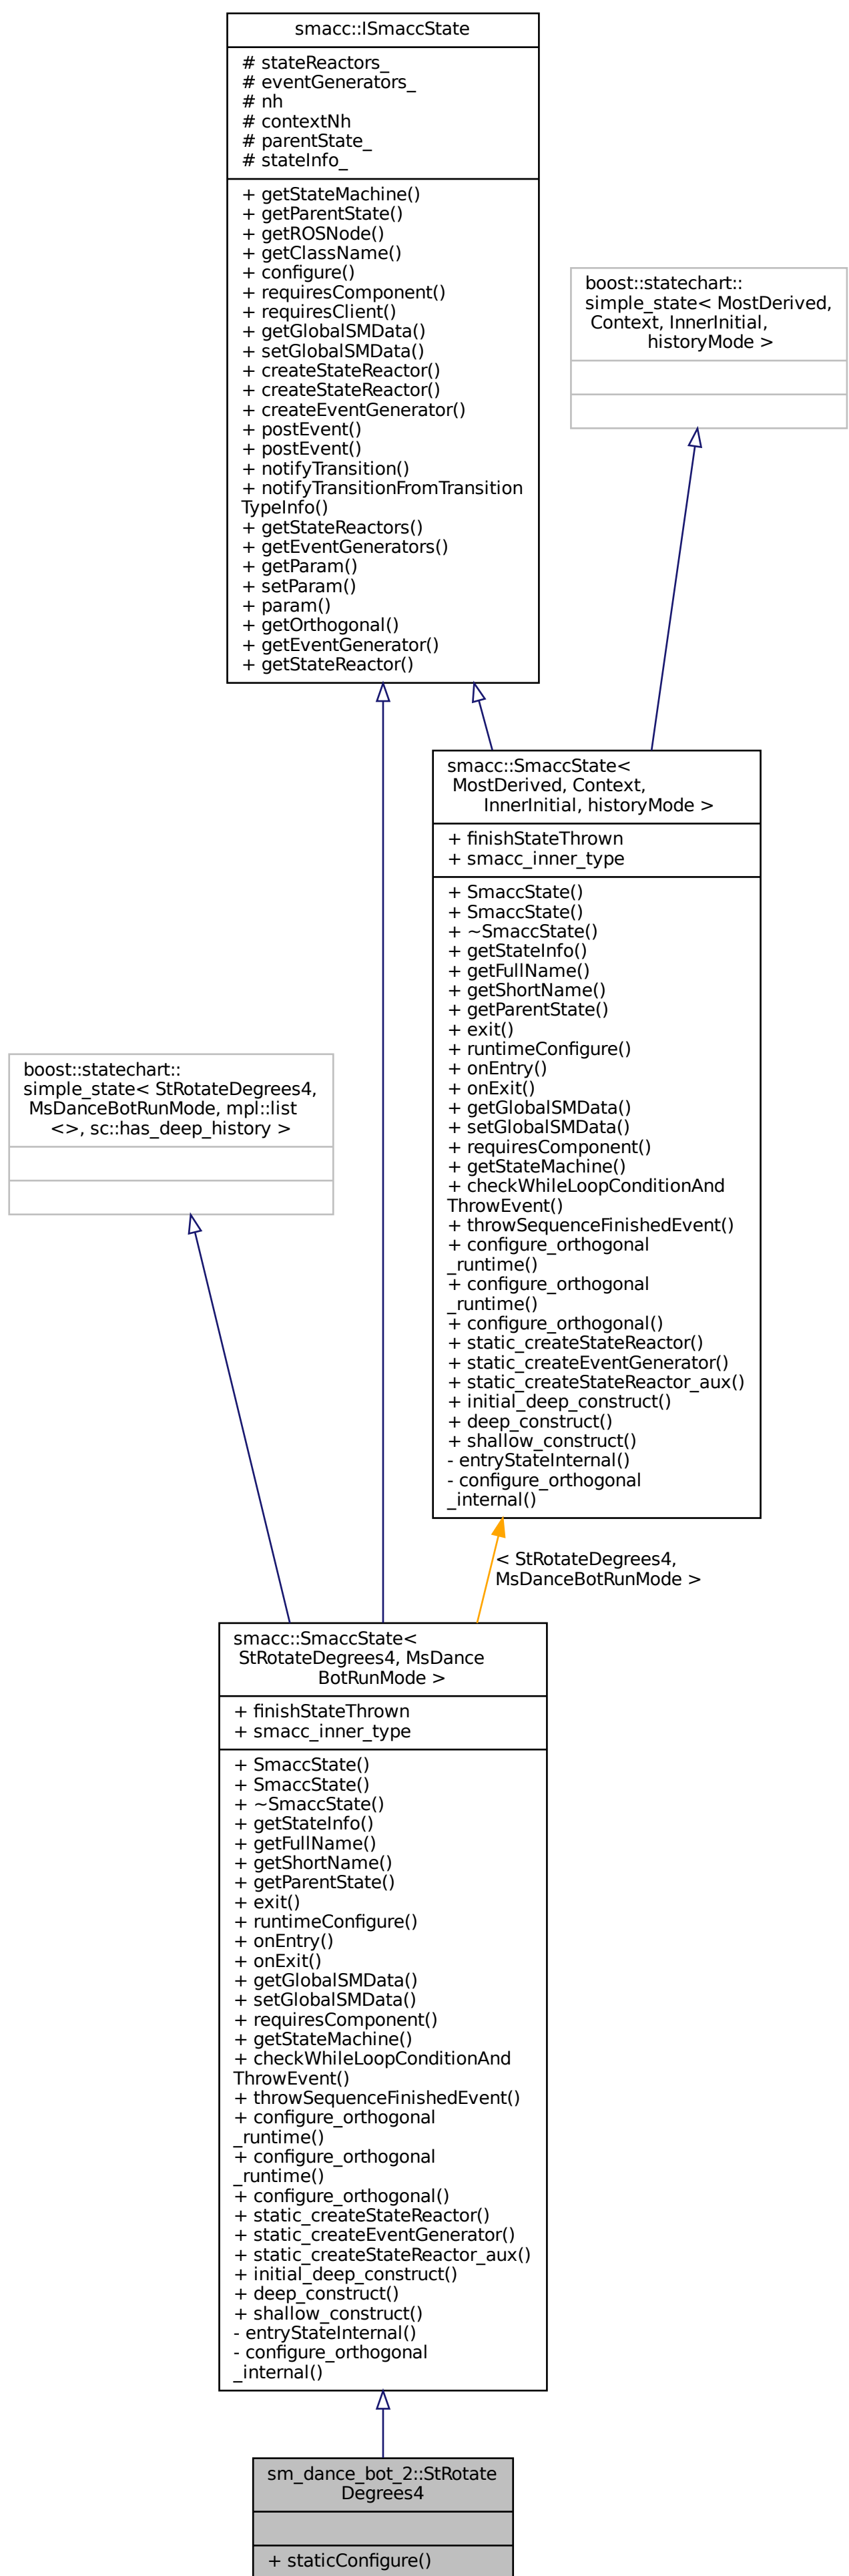 smacc::ISmaccState
# stateReactors_
# eventGenerators_
# nh
# contextNh
# parentState_
# stateInfo_
+ getStateMachine()
+ getParentState()
+ getROSNode()
+ getClassName()
+ configure()
+ requiresComponent()
+ requiresClient()
+ getGlobalSMData()
+ setGlobalSMData()
+ createStateReactor()
+ createStateReactor()
+ createEventGenerator()
+ postEvent()
+ postEvent()
+ notifyTransition()
+ notifyTransitionFromTransition
TypeInfo()
+ getStateReactors()
+ getEventGenerators()
+ getParam()
+ setParam()
+ param()
+ getOrthogonal()
+ getEventGenerator()
+ getStateReactor()
boost::statechart::
simple_state< MostDerived,
Context, InnerInitial,
historyMode >
smacc::SmaccState<
MostDerived, Context,
InnerInitial, historyMode >
+ finishStateThrown
+ smacc_inner_type
+ SmaccState()
+ SmaccState()
+ ~SmaccState()
+ getStateInfo()
+ getFullName()
+ getShortName()
+ getParentState()
+ exit()
+ runtimeConfigure()
+ onEntry()
+ onExit()
+ getGlobalSMData()
+ setGlobalSMData()
+ requiresComponent()
+ getStateMachine()
+ checkWhileLoopConditionAnd
ThrowEvent()
+ throwSequenceFinishedEvent()
+ configure_orthogonal
_runtime()
+ configure_orthogonal
_runtime()
+ configure_orthogonal()
+ static_createStateReactor()
+ static_createEventGenerator()
+ static_createStateReactor_aux()
+ initial_deep_construct()
+ deep_construct()
+ shallow_construct()
- entryStateInternal()
- configure_orthogonal
_internal()
boost::statechart::
simple_state< StRotateDegrees4,
MsDanceBotRunMode, mpl::list
<>, sc::has_deep_history >
< StRotateDegrees4,
MsDanceBotRunMode >
smacc::SmaccState<
StRotateDegrees4, MsDance
BotRunMode >
+ finishStateThrown
+ smacc_inner_type
+ SmaccState()
+ SmaccState()
+ ~SmaccState()
+ getStateInfo()
+ getFullName()
+ getShortName()
+ getParentState()
+ exit()
+ runtimeConfigure()
+ onEntry()
+ onExit()
+ getGlobalSMData()
+ setGlobalSMData()
+ requiresComponent()
+ getStateMachine()
+ checkWhileLoopConditionAnd
ThrowEvent()
+ throwSequenceFinishedEvent()
+ configure_orthogonal
_runtime()
+ configure_orthogonal
_runtime()
+ configure_orthogonal()
+ static_createStateReactor()
+ static_createEventGenerator()
+ static_createStateReactor_aux()
+ initial_deep_construct()
+ deep_construct()
+ shallow_construct()
- entryStateInternal()
- configure_orthogonal
_internal()
sm_dance_bot_2::StRotate
Degrees4
+ staticConfigure()